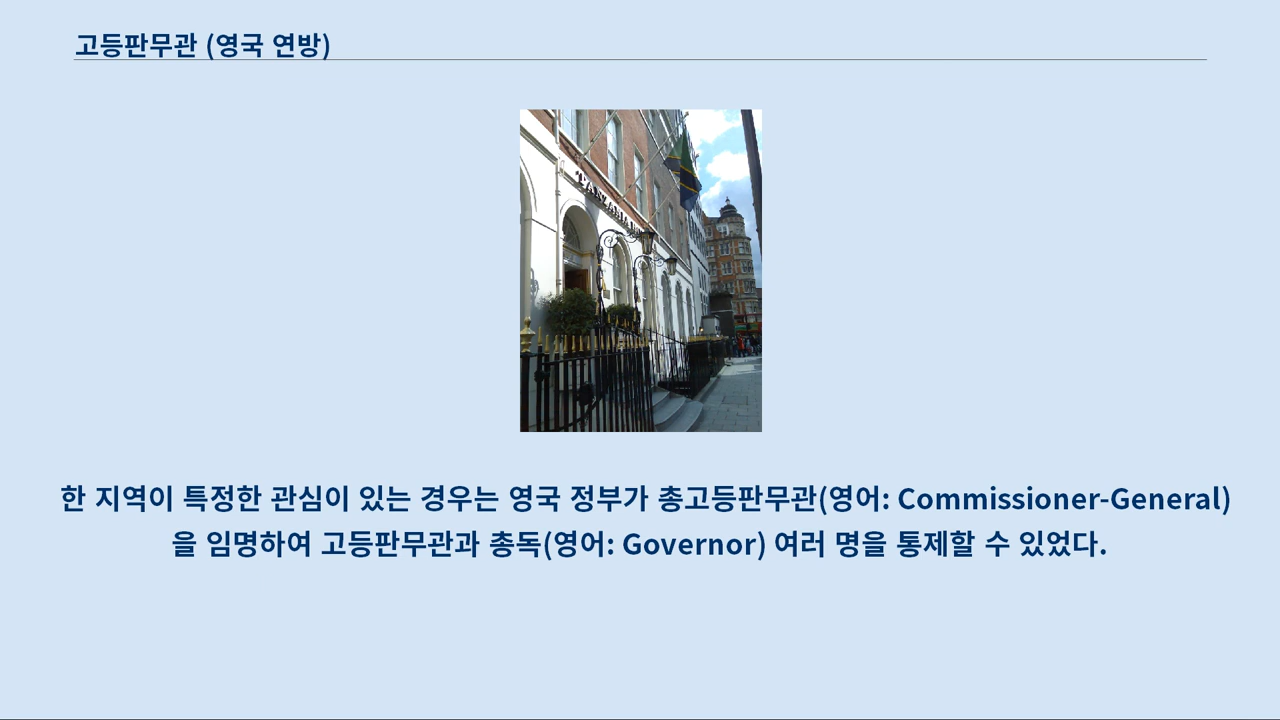 고등판무관 (영국 연방)
TANZANIA
한 지역이 특정한 관심이 있는 경우는 영국 정부가 총고등판무관(영어: Commissioner-General)
을 임명하여 고등판무관과 총독(영어: Governor) 여러 명을 통제할 수 있었다.